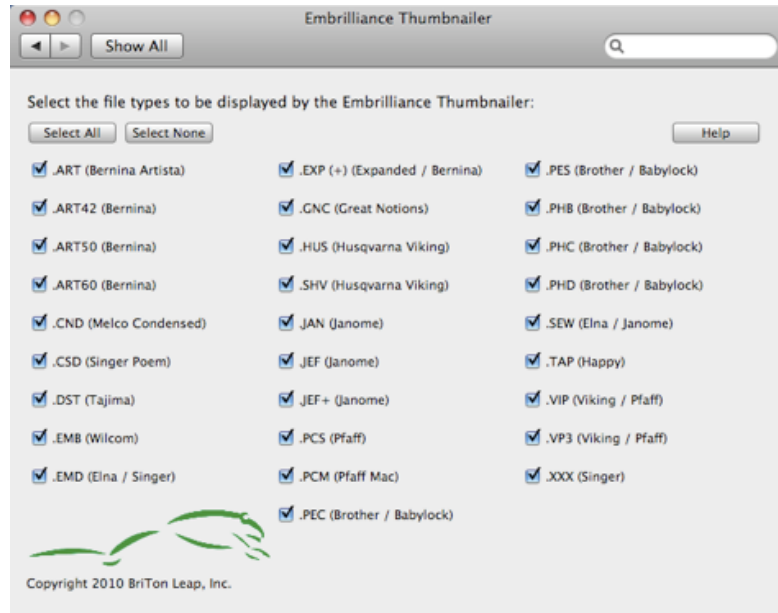 Embrilliance Thumbnailer
Show All
Select the file types to be displayed by the Embrilliance Thumbnailer:
Select All Select None Help
.ART (Bernina Artista) .EXP (+) (Expanded / Bernina) .PES (Brother / Babylock)
.ART42 (Bernina) .GNC (Great Notions) .PHB (Brother / Babylock)
.ART50 (Bernina) .HUS (Husqvarna Viking) .PHC (Brother / Babylock)
.ART60 (Bernina) .SHV (Husqvarna Viking) .PHD (Brother / Babylock)
.CND (Melco Condensed) .JAN (Janome) .SEW (Elna / Janome)
.CSD (Singer Poem) .JEF (Janome) .TAP (Happy)
.DST (Tajima) .JEF+ (Janome) .VIP (Viking / Pfaff)
.EMB (Wilcom) .PCS (Pfaff) .VP3 (Viking / Pfaff)
.EMD (Elna / Singer) .PCM (Pfaff Mac) .XXX (Singer)
.PEC (Brother / Babylock)
Copyright 2010 BriTon Leap, Inc.